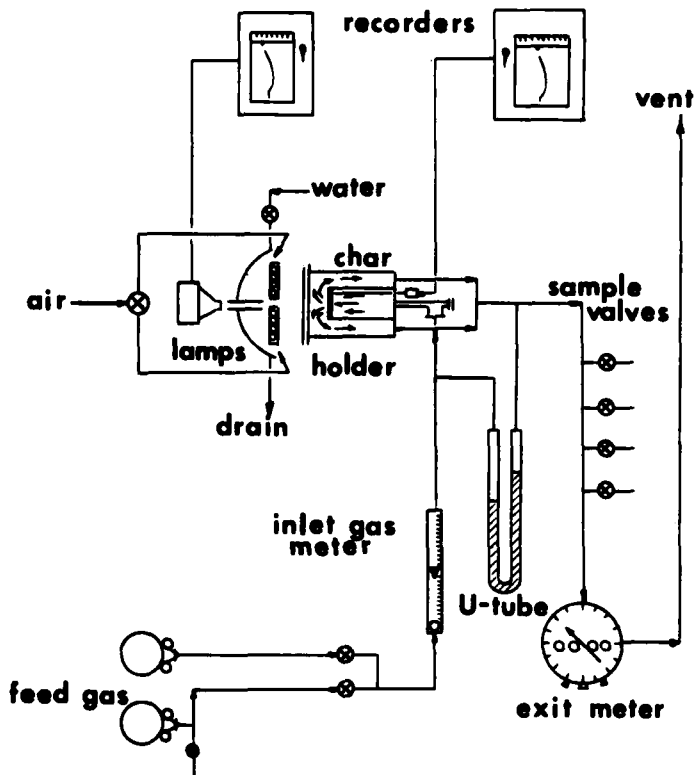 recorders
vent
water
char
air
sample
valves
lamps
holder
drain
inlet gas
meter
U-tube
feed gas
exit meter